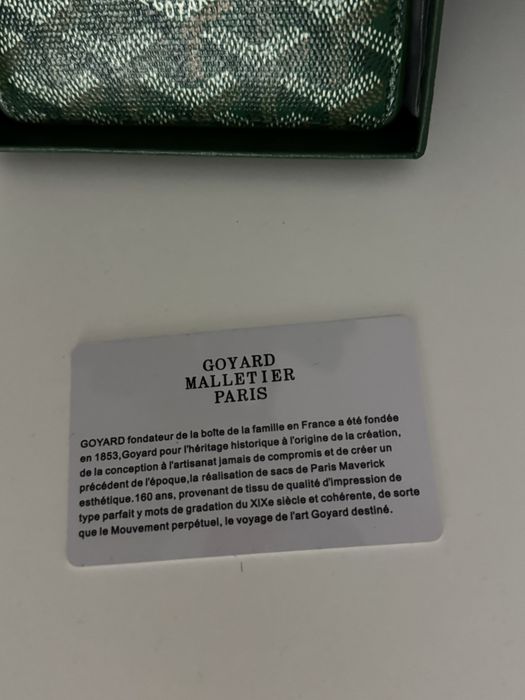 GOYARD
GOYARD
MALLETIER
PARIS
GOYARD fondateur de la boîte de la famille en France a été fondée
en 1853,Goyard pour l'héritage historique à l'origine de la création,
de la conception à l'artisanat jamais de compromis et de créer un
précédent de l'époque,la réalisation de sacs de Paris Maverick
esthétique.160 ans, provenant de tissu de qualité d'impression de
type parfait y mots de gradation du XIXe siècle et cohérente, de sorte
que le Mouvement perpétuel, le voyage de l'art Goyard destiné.